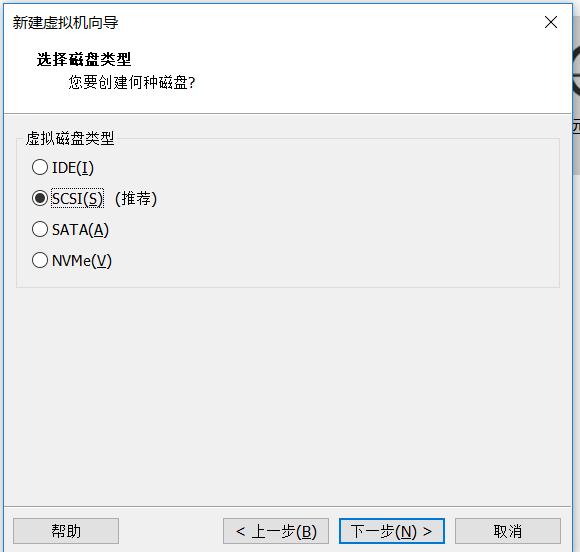 新建虚拟机向导
选择磁盘类型
您要创建何种磁盘?
虚拟磁盘类型
IDE(I)
SCSI(S) (推荐)
SATA(A)
NVMe(V)
帮助
< 上一步(B)
下一步(N) >
取消